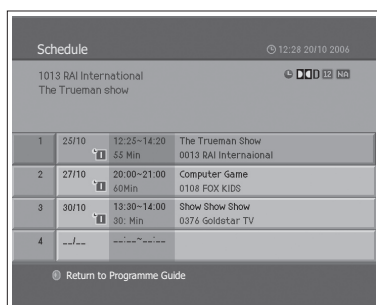 Schedule
12:28 20/10 2006
1013 RAI International
The Trueman show
12 NA
1 25/10 12:25~14:20 The Trueman Show
55 Min 0013 RAI Internaional
2 27/10 20:00~21:00 Computer Game
60Min 0108 FOX KIDS
3 30/10 13:30~14:00 Show Show Show
30: Min 0376 Goldstar TV
4 --/-- --:--~--:--
Return to Programme Guide